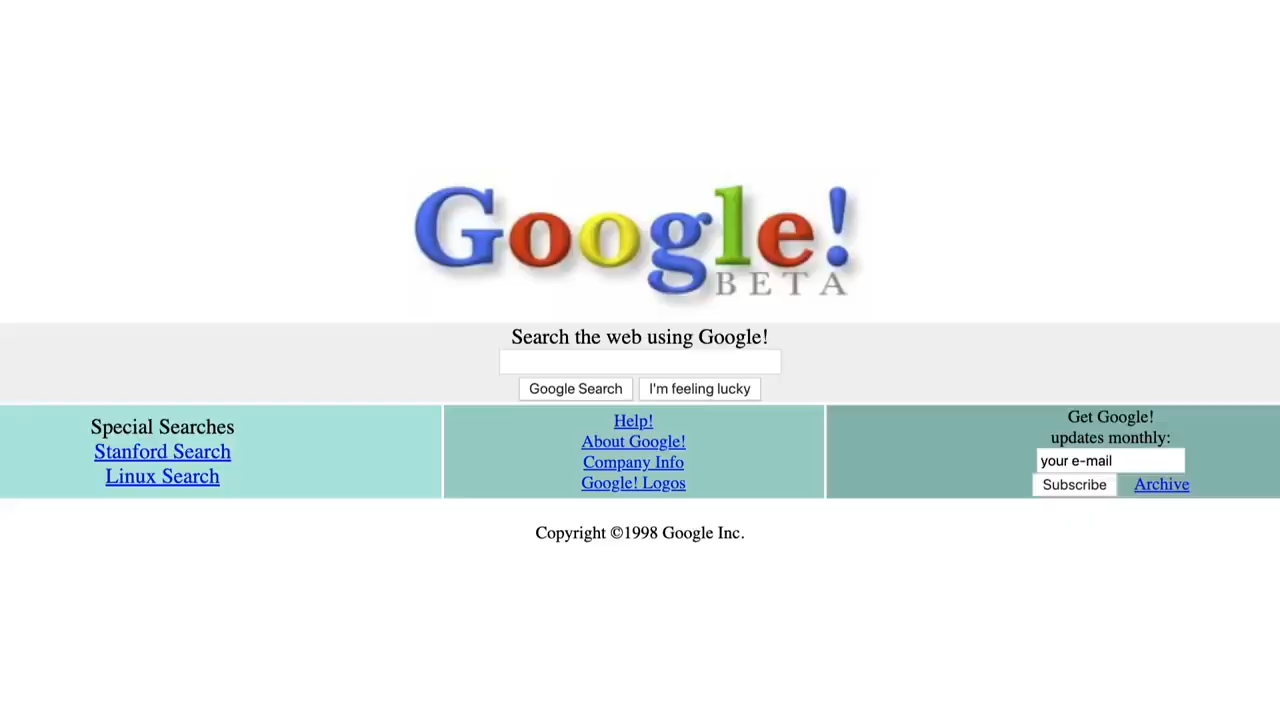 Google!
BETA
Search the web using Google!
Google Search
I'm feeling lucky
Special Searches
Stanford Search
Linux Search
Help!
About Google!
Company Info
Google! Logos
Get Google!
updates monthly:
your e-mail
Subscribe
Archive
Copyright ©1998 Google Inc.